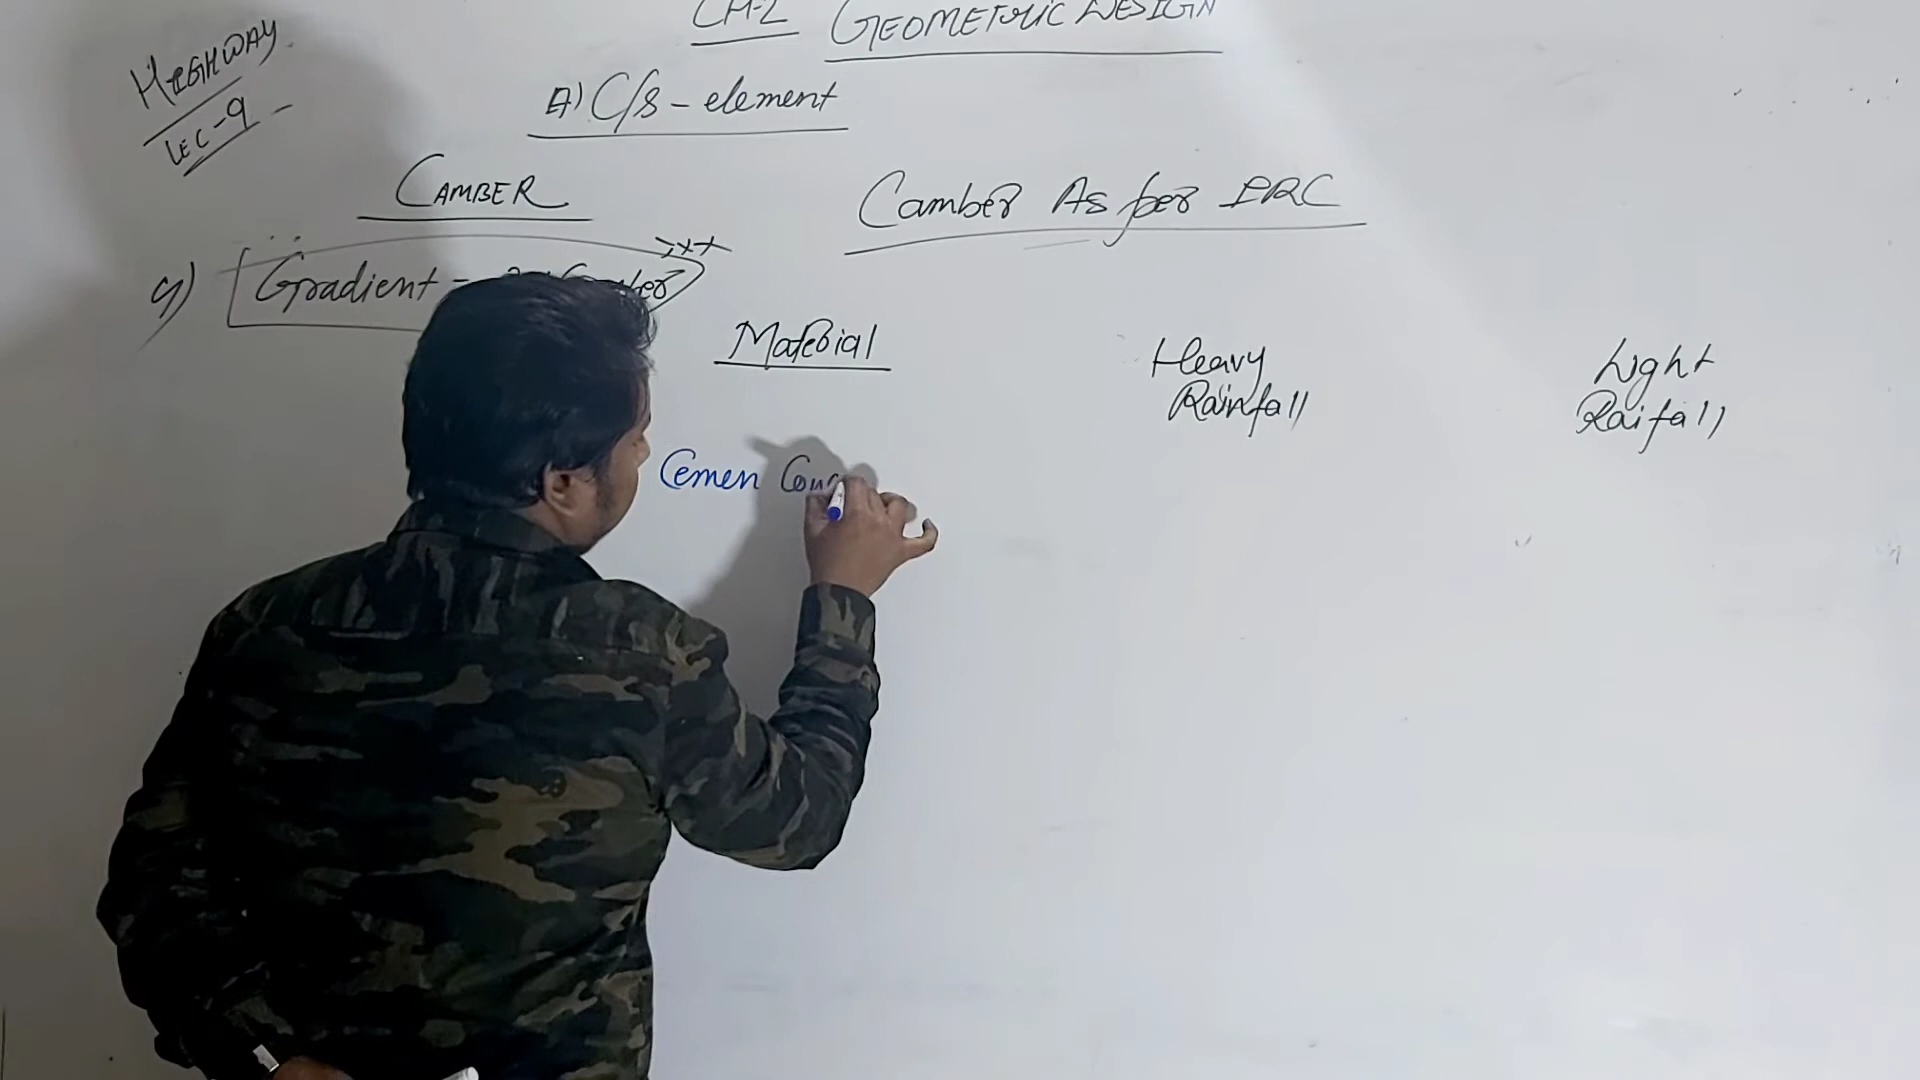 CH-2 GEOMETRIC DESIGN
HIGHWAY
LEC-9
A) C/S - element
CAMBER
Camber As per IRC
Gradient =
Material
Heavy
Rainfall
Light
Raifall
Cemen Conc